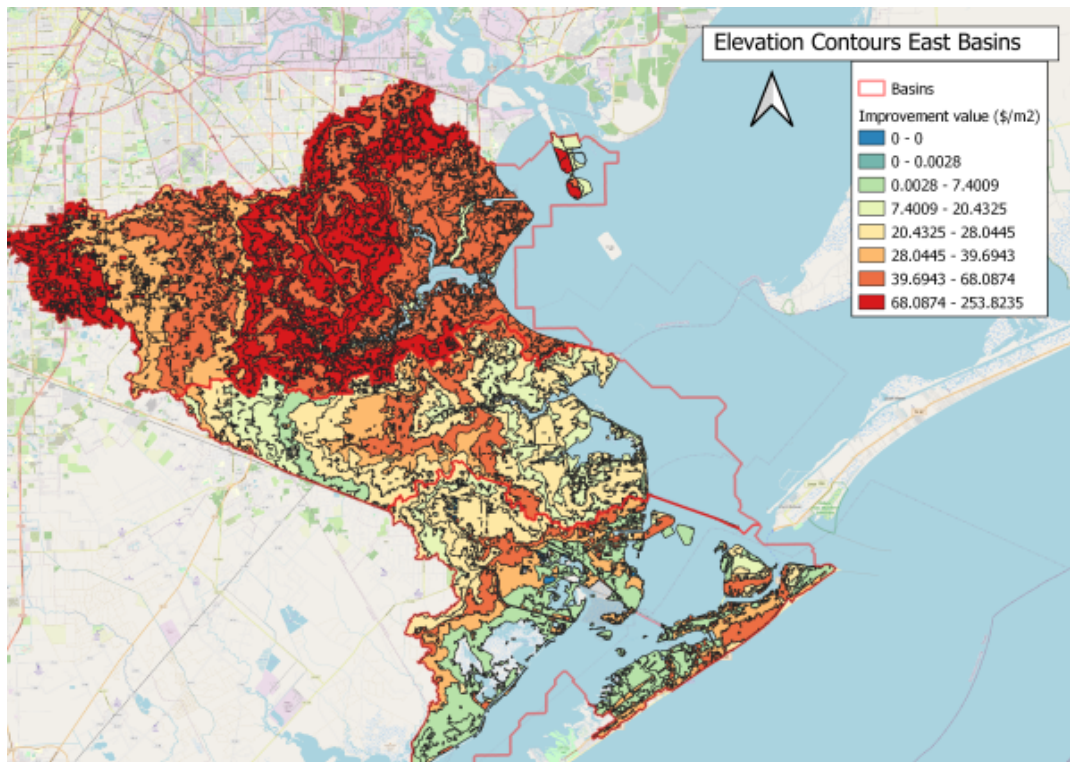 Elevation Contours East Basins
Basins
Improvement value ($/m2)
0 - 0
0 - 0.0028
0.0028 - 7.4009
7.4009 - 20.4325
20.4325 - 28.0445
28.0445 - 39.6943
39.6943 - 68.0874
68.0874 - 253.8235